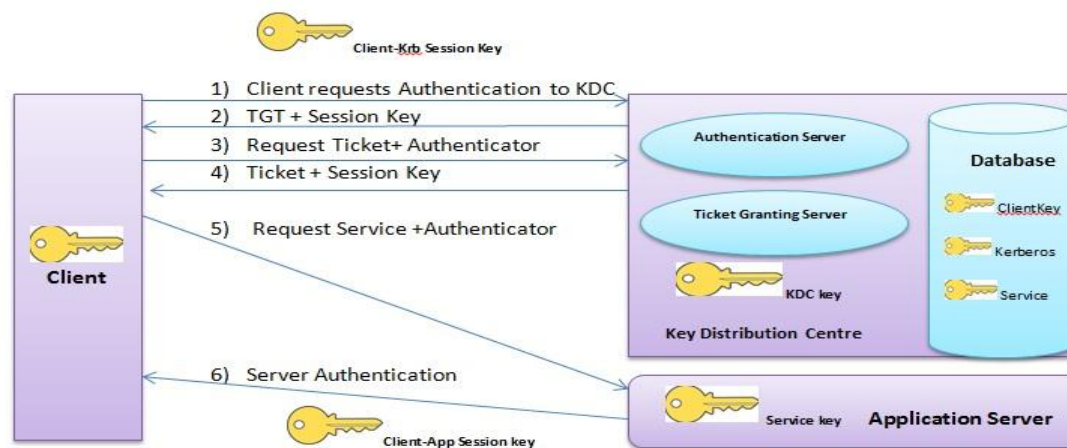 Client-Krb Session Key
1) Client requests Authentication to KDC
2) TGT + Session Key
3) Request Ticket+ Authenticator
4) Ticket + Session Key
5) Request Service +Authenticator
6) Server Authentication
Client
Authentication Server
Ticket Granting Server
KDC key
Key Distribution Centre
Database
ClientKey
Kerberos
Service
Service key
Application Server
Client-App Session key